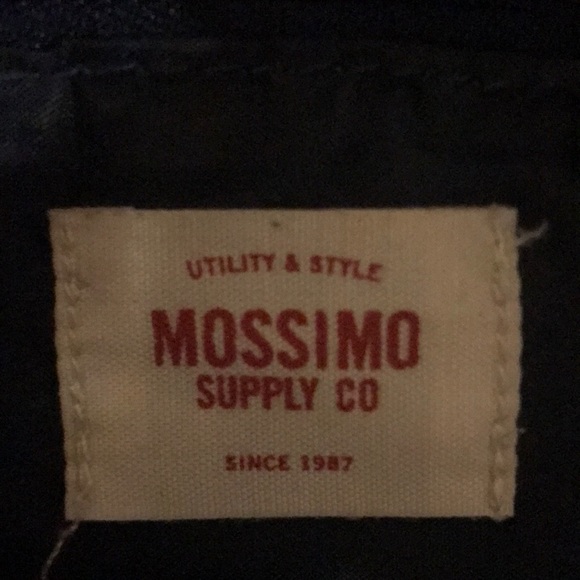 UTILITY & STYLE
MOSSIMO
SUPPLY CO
SINCE 1987